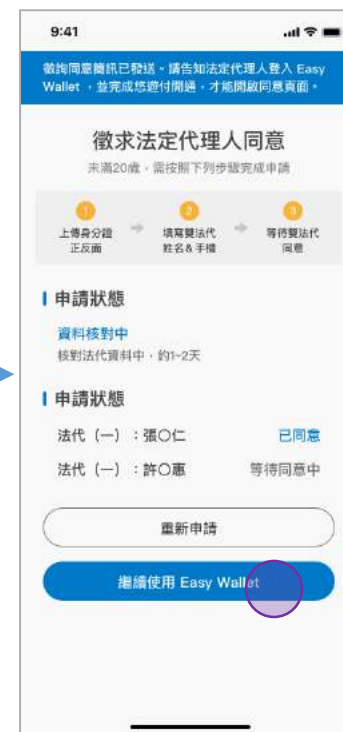 9:41
徵詢同意簡訊已發送,請告知法定代理人登入 Easy
Wallet ,並完成悠遊付開通,才能開啟同意頁面。
徵求法定代理人同意
未滿20歲,需按照下列步驟完成申請
1 2 3
上傳身分證 填寫雙法代 等待雙法代
正反面 姓名&手機 同意
申請狀態
資料核對中
核對法代資料中,約1~2天
申請狀態
法代(一):張〇仁 已同意
法代(一):許〇惠 等待同意中
重新申請
繼續使用 Easy Wallet